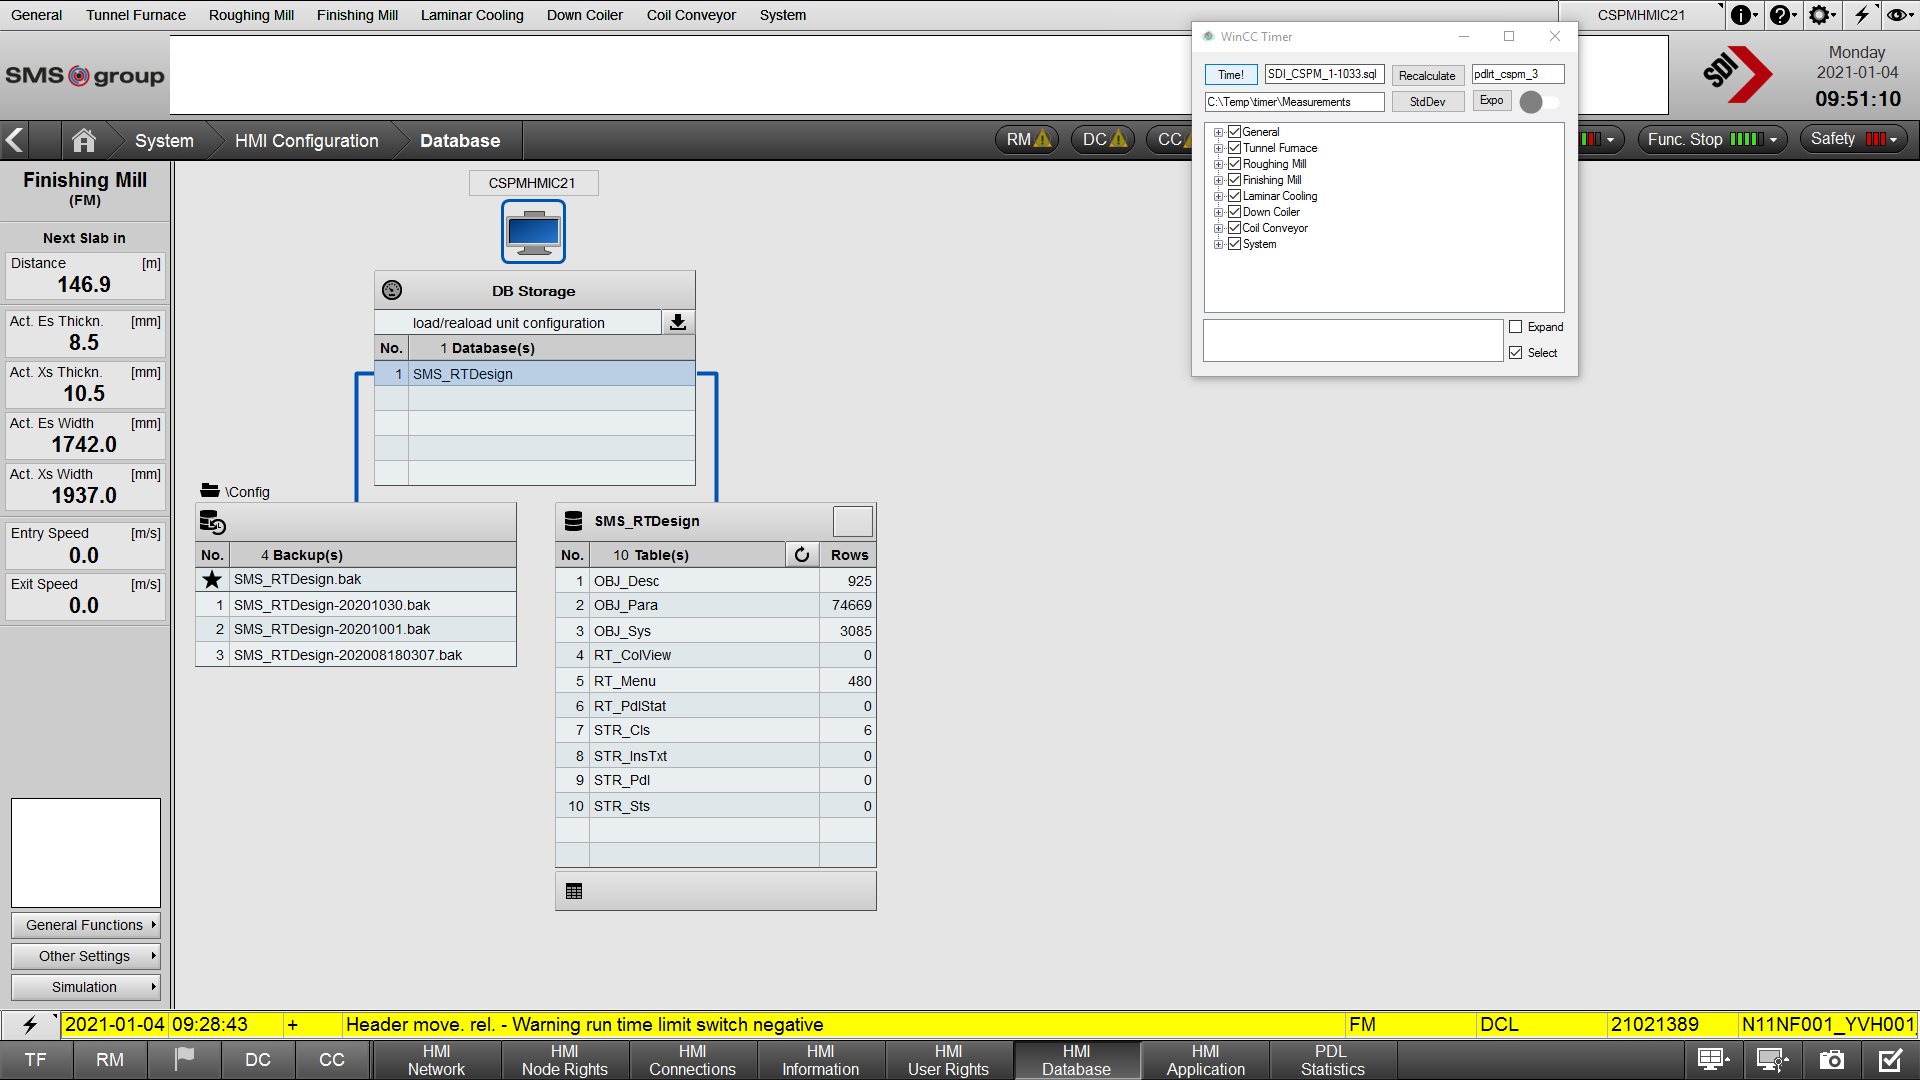 General Tunnel Furnace Roughing Mill Finishing Mill Laminar Cooling Down Coiler Coil Conveyor System CSPMHMIC21
SMS group
SDI
Monday
2021-01-04
09:51:10
System HMI Configuration Database RM DC CC Func. Stop Safety
WinCC Timer
Time! SDI_CSPM_1-1033.sql Recalculate pdlrt_cspm_3
C:\Temp\timer\Measurements StdDev Expo
General
Tunnel Furnace
Roughing Mill
Finishing Mill
Laminar Cooling
Down Coiler
Coil Conveyor
System
Expand
Select
Finishing Mill
(FM)
Next Slab in
Distance [m]
146.9
Act. Es Thickn. [mm]
8.5
Act. Xs Thickn. [mm]
10.5
Act. Es Width [mm]
1742.0
Act. Xs Width [mm]
1937.0
Entry Speed [m/s]
0.0
Exit Speed [m/s]
0.0
General Functions
Other Settings
Simulation
CSPMHMIC21
DB Storage
load/reaload unit configuration
No. 1 Database(s)
1 SMS_RTDesign
\Config
No. 4 Backup(s)
SMS_RTDesign.bak
1 SMS_RTDesign-20201030.bak
2 SMS_RTDesign-20201001.bak
3 SMS_RTDesign-202008180307.bak
SMS_RTDesign
No. 10 Table(s) Rows
1 OBJ_Desc 925
2 OBJ_Para 74669
3 OBJ_Sys 3085
4 RT_ColView 0
5 RT_Menu 480
6 RT_PdlStat 0
7 STR_Cls 6
8 STR_InsTxt 0
9 STR_Pdl 0
10 STR_Sts 0
2021-01-04 09:28:43 + Header move. rel. - Warning run time limit switch negative FM DCL 21021389 N11NF001_YVH001_
TF RM DC CC
HMI Network
HMI Node Rights
HMI Connections
HMI Information
HMI User Rights
HMI Database
HMI Application
PDL Statistics